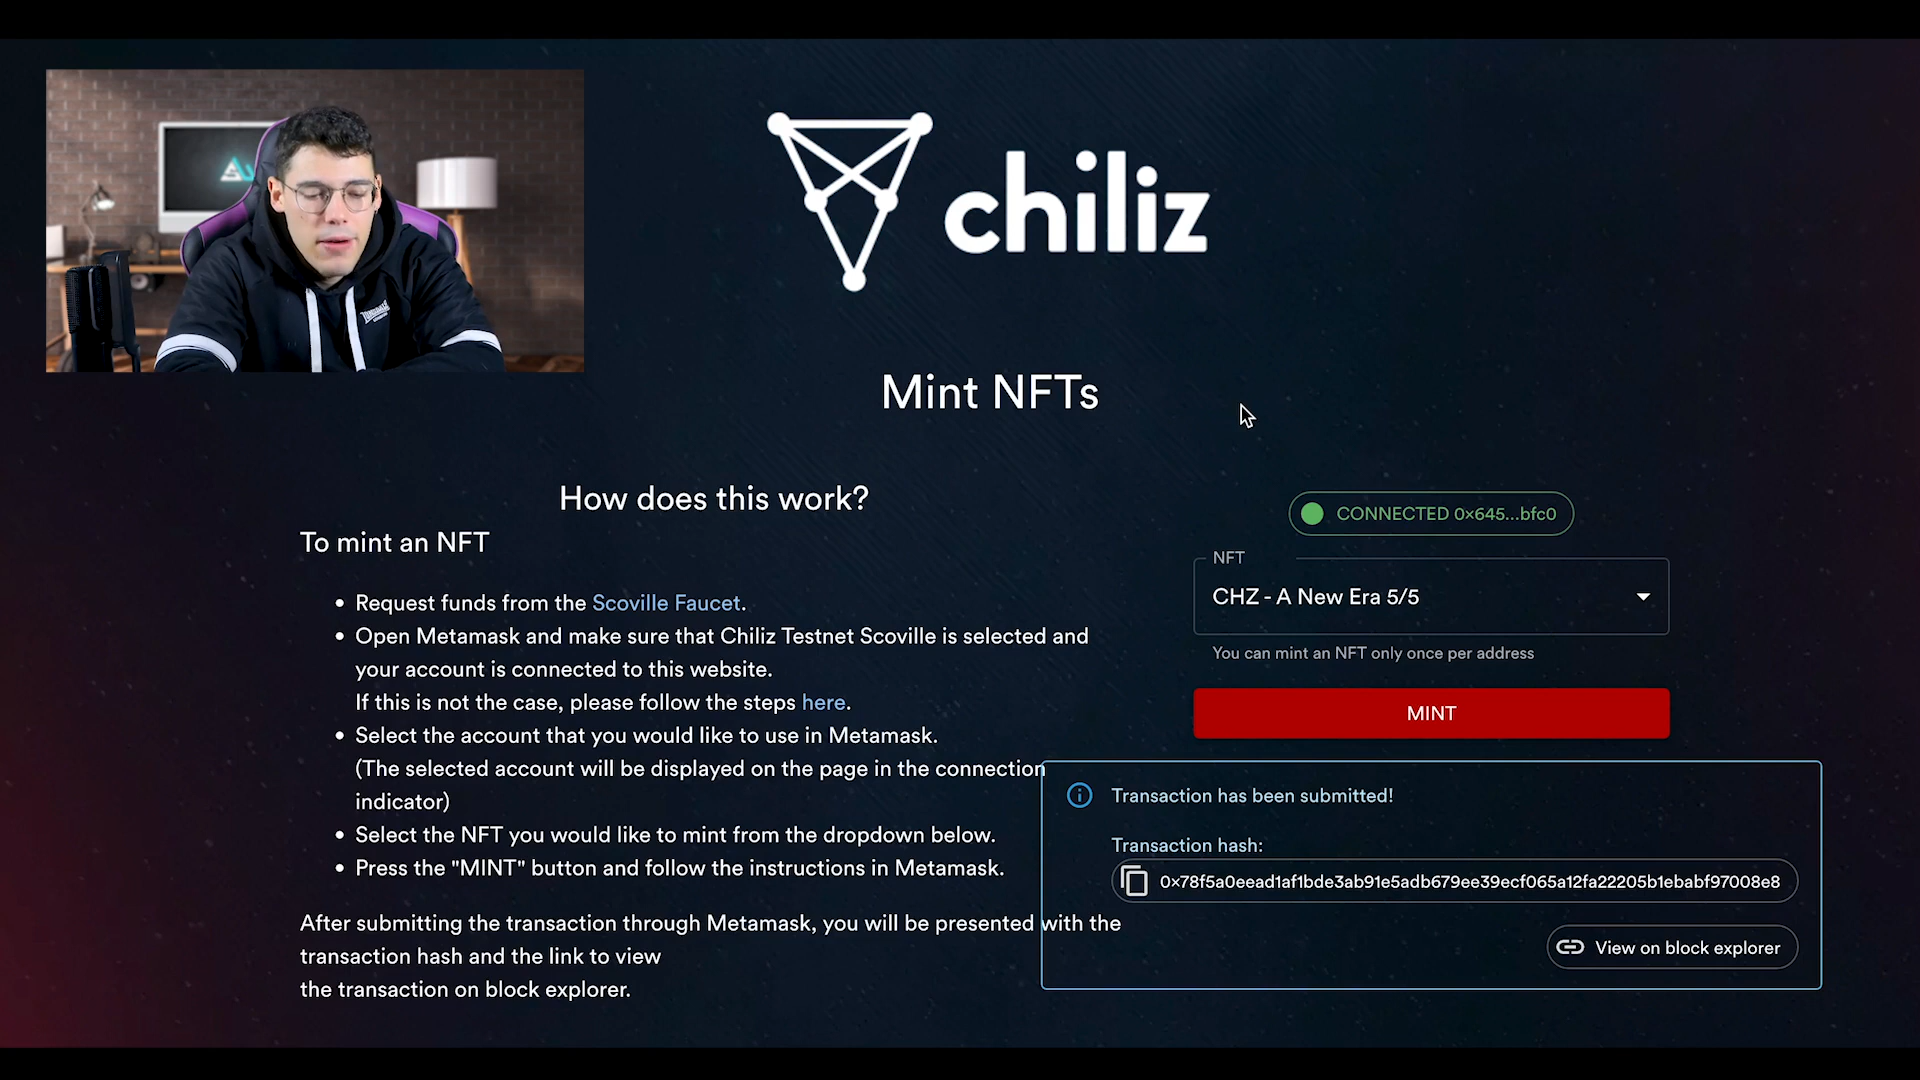 chiliz
Mint NFTs
How does this work?
To mint an NFT
• Request funds from the Scoville Faucet.
• Open Metamask and make sure that Chiliz Testnet Scoville is selected and
your account is connected to this website.
If this is not the case, please follow the steps here.
• Select the account that you would like to use in Metamask.
(The selected account will be displayed on the page in the connection
indicator)
• Select the NFT you would like to mint from the dropdown below.
• Press the "MINT" button and follow the instructions in Metamask.
After submitting the transaction through Metamask, you will be presented with the
transaction hash and the link to view
the transaction on block explorer.
CONNECTED 0x645...bfc0
NFT
CHZ - A New Era 5/5
You can mint an NFT only once per address
MINT
Transaction has been submitted!
Transaction hash:
0x78f5a0eead1af1bde3ab91e5adb679ee39ecf065a12fa22205b1ebabf97008e8
View on block explorer